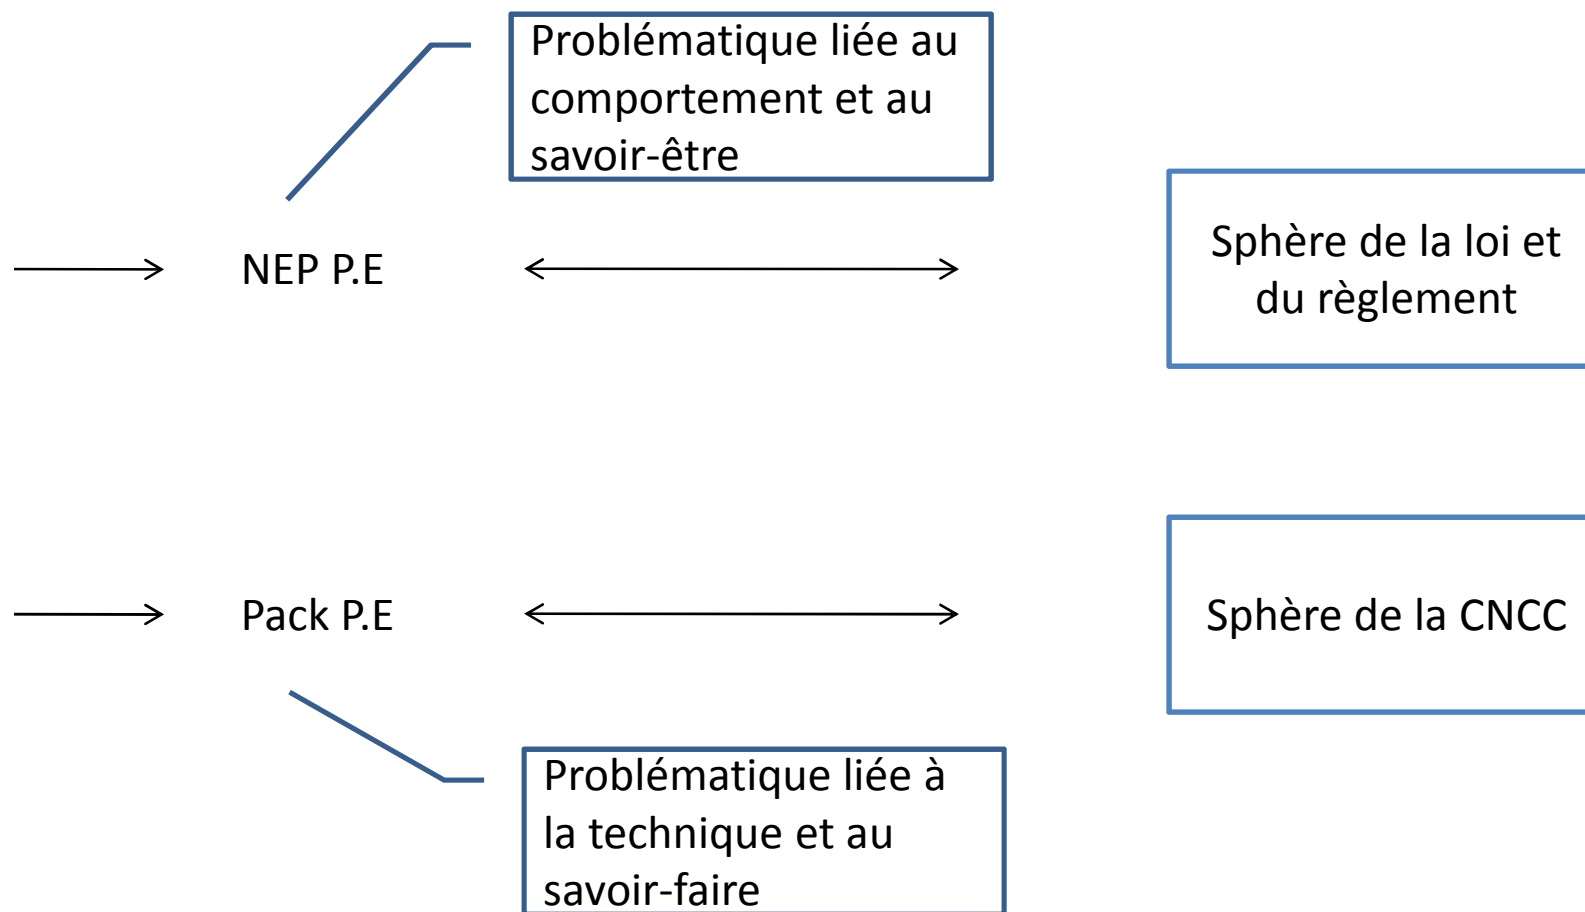 Problématique liée au
comportement et au
savoir-être
NEP P.E
Sphère de la loi et
du règlement
Pack P.E
Sphère de la CNCC
Problématique liée à
la technique et au
savoir-faire